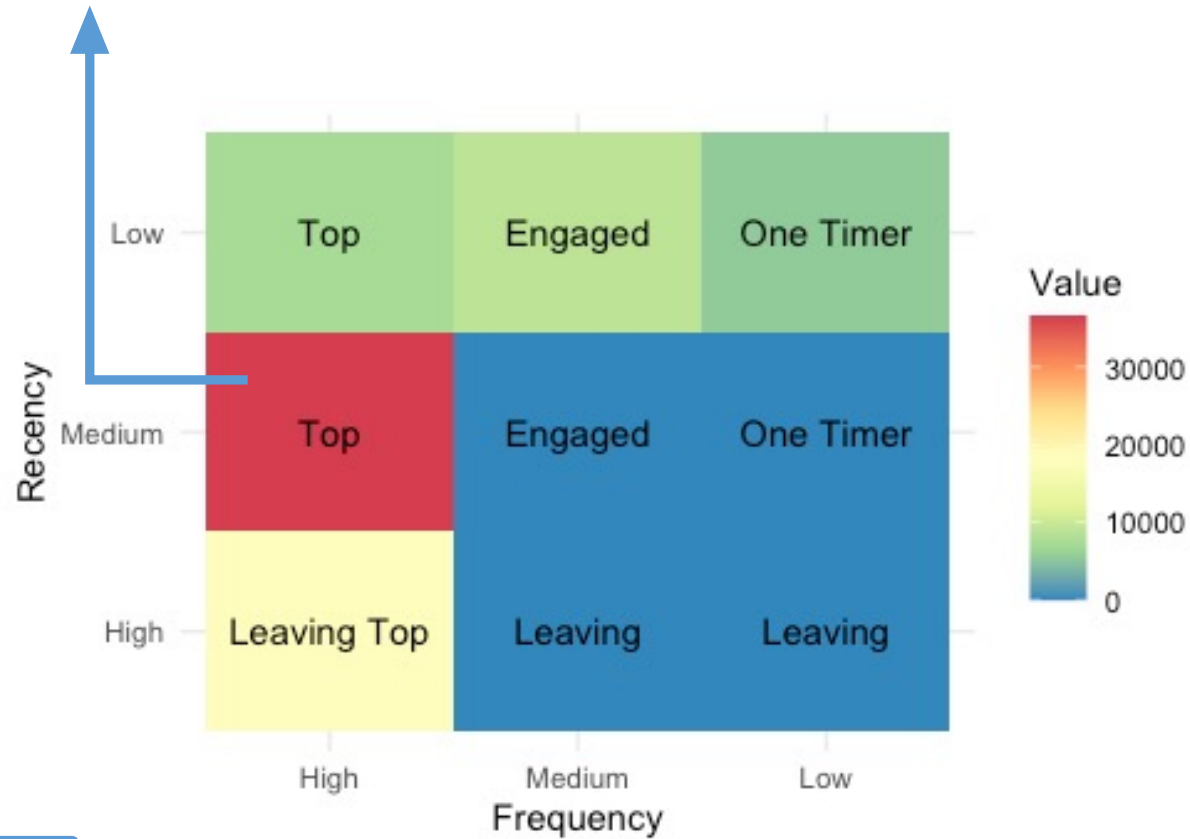 Low
Top
Engaged
One Timer
Value
30000
20000
10000
0
Recency
Medium
Top
Engaged
One Timer
High
Leaving Top
Leaving
Leaving
High
Medium
Low
Frequency